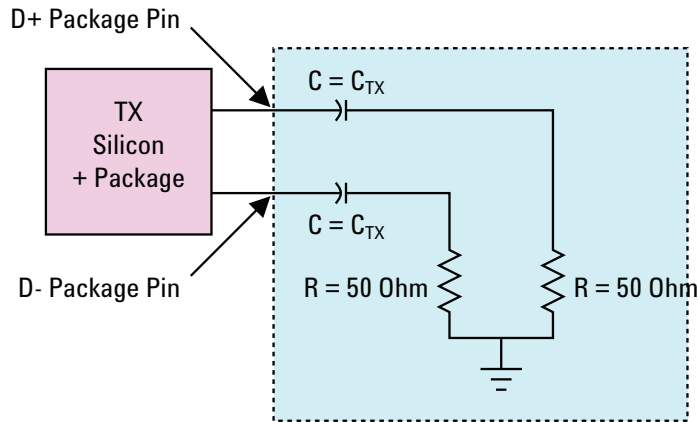 D+ Package Pin
C = CTX
TX
Silicon
+ Package
C = CTX
D- Package Pin
R = 50 Ohm
R = 50 Ohm